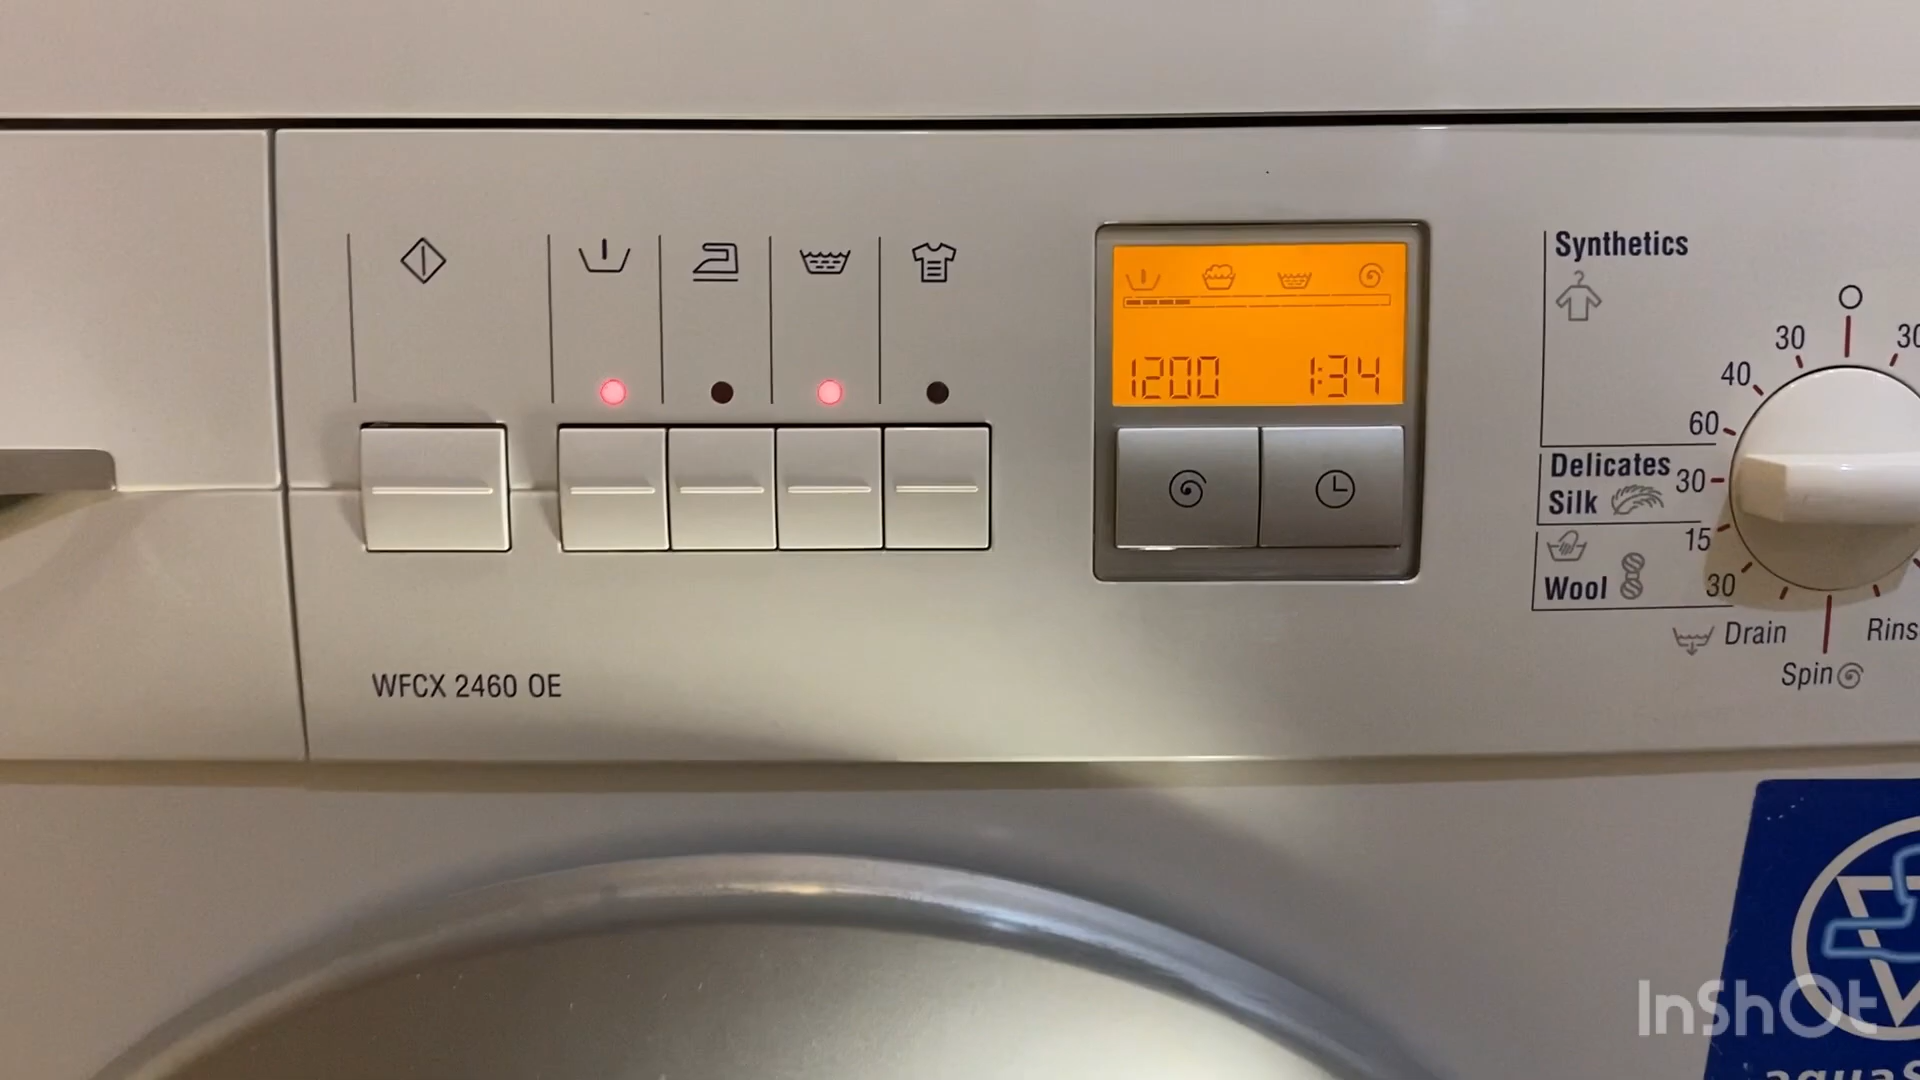 1200 1:34
Synthetics
30
30
40
60
Delicates
Silk
30
15
Wool
30
Drain
Spin
WFCX 2460 OE
InShOt